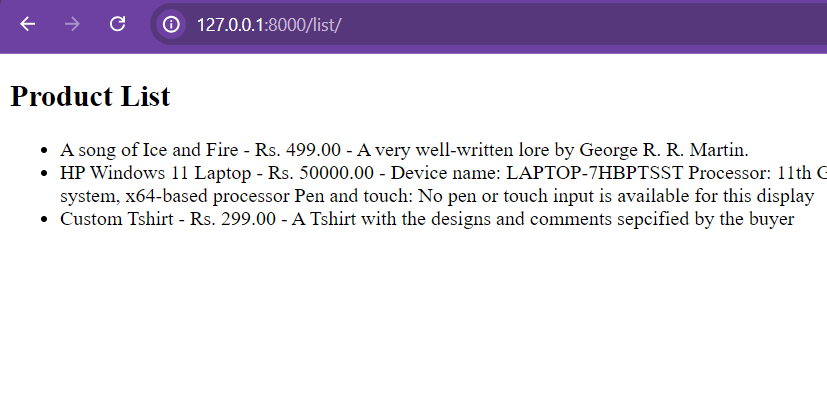 127.0.0.1:8000/list/
Product List
A song of Ice and Fire - Rs. 499.00 - A very well-written lore by George R. R. Martin.
HP Windows 11 Laptop - Rs. 50000.00 - Device name: LAPTOP-7HBPTSST Processor: 11th G
system, x64-based processor Pen and touch: No pen or touch input is available for this display
Custom Tshirt - Rs. 299.00 - A Tshirt with the designs and comments sepcified by the buyer